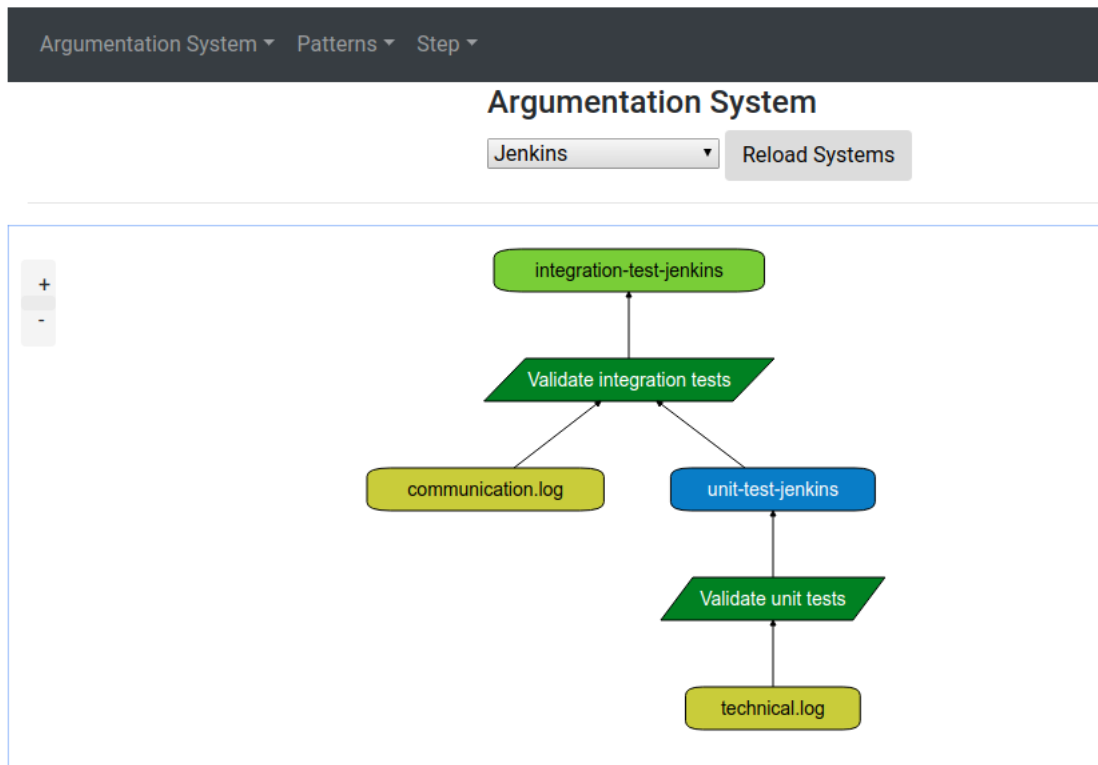 Argumentation System Patterns Step
Argumentation System
Jenkins Reload Systems
+
-
integration-test-jenkins
Validate integration tests
communication.log unit-test-jenkins
Validate unit tests
technical.log